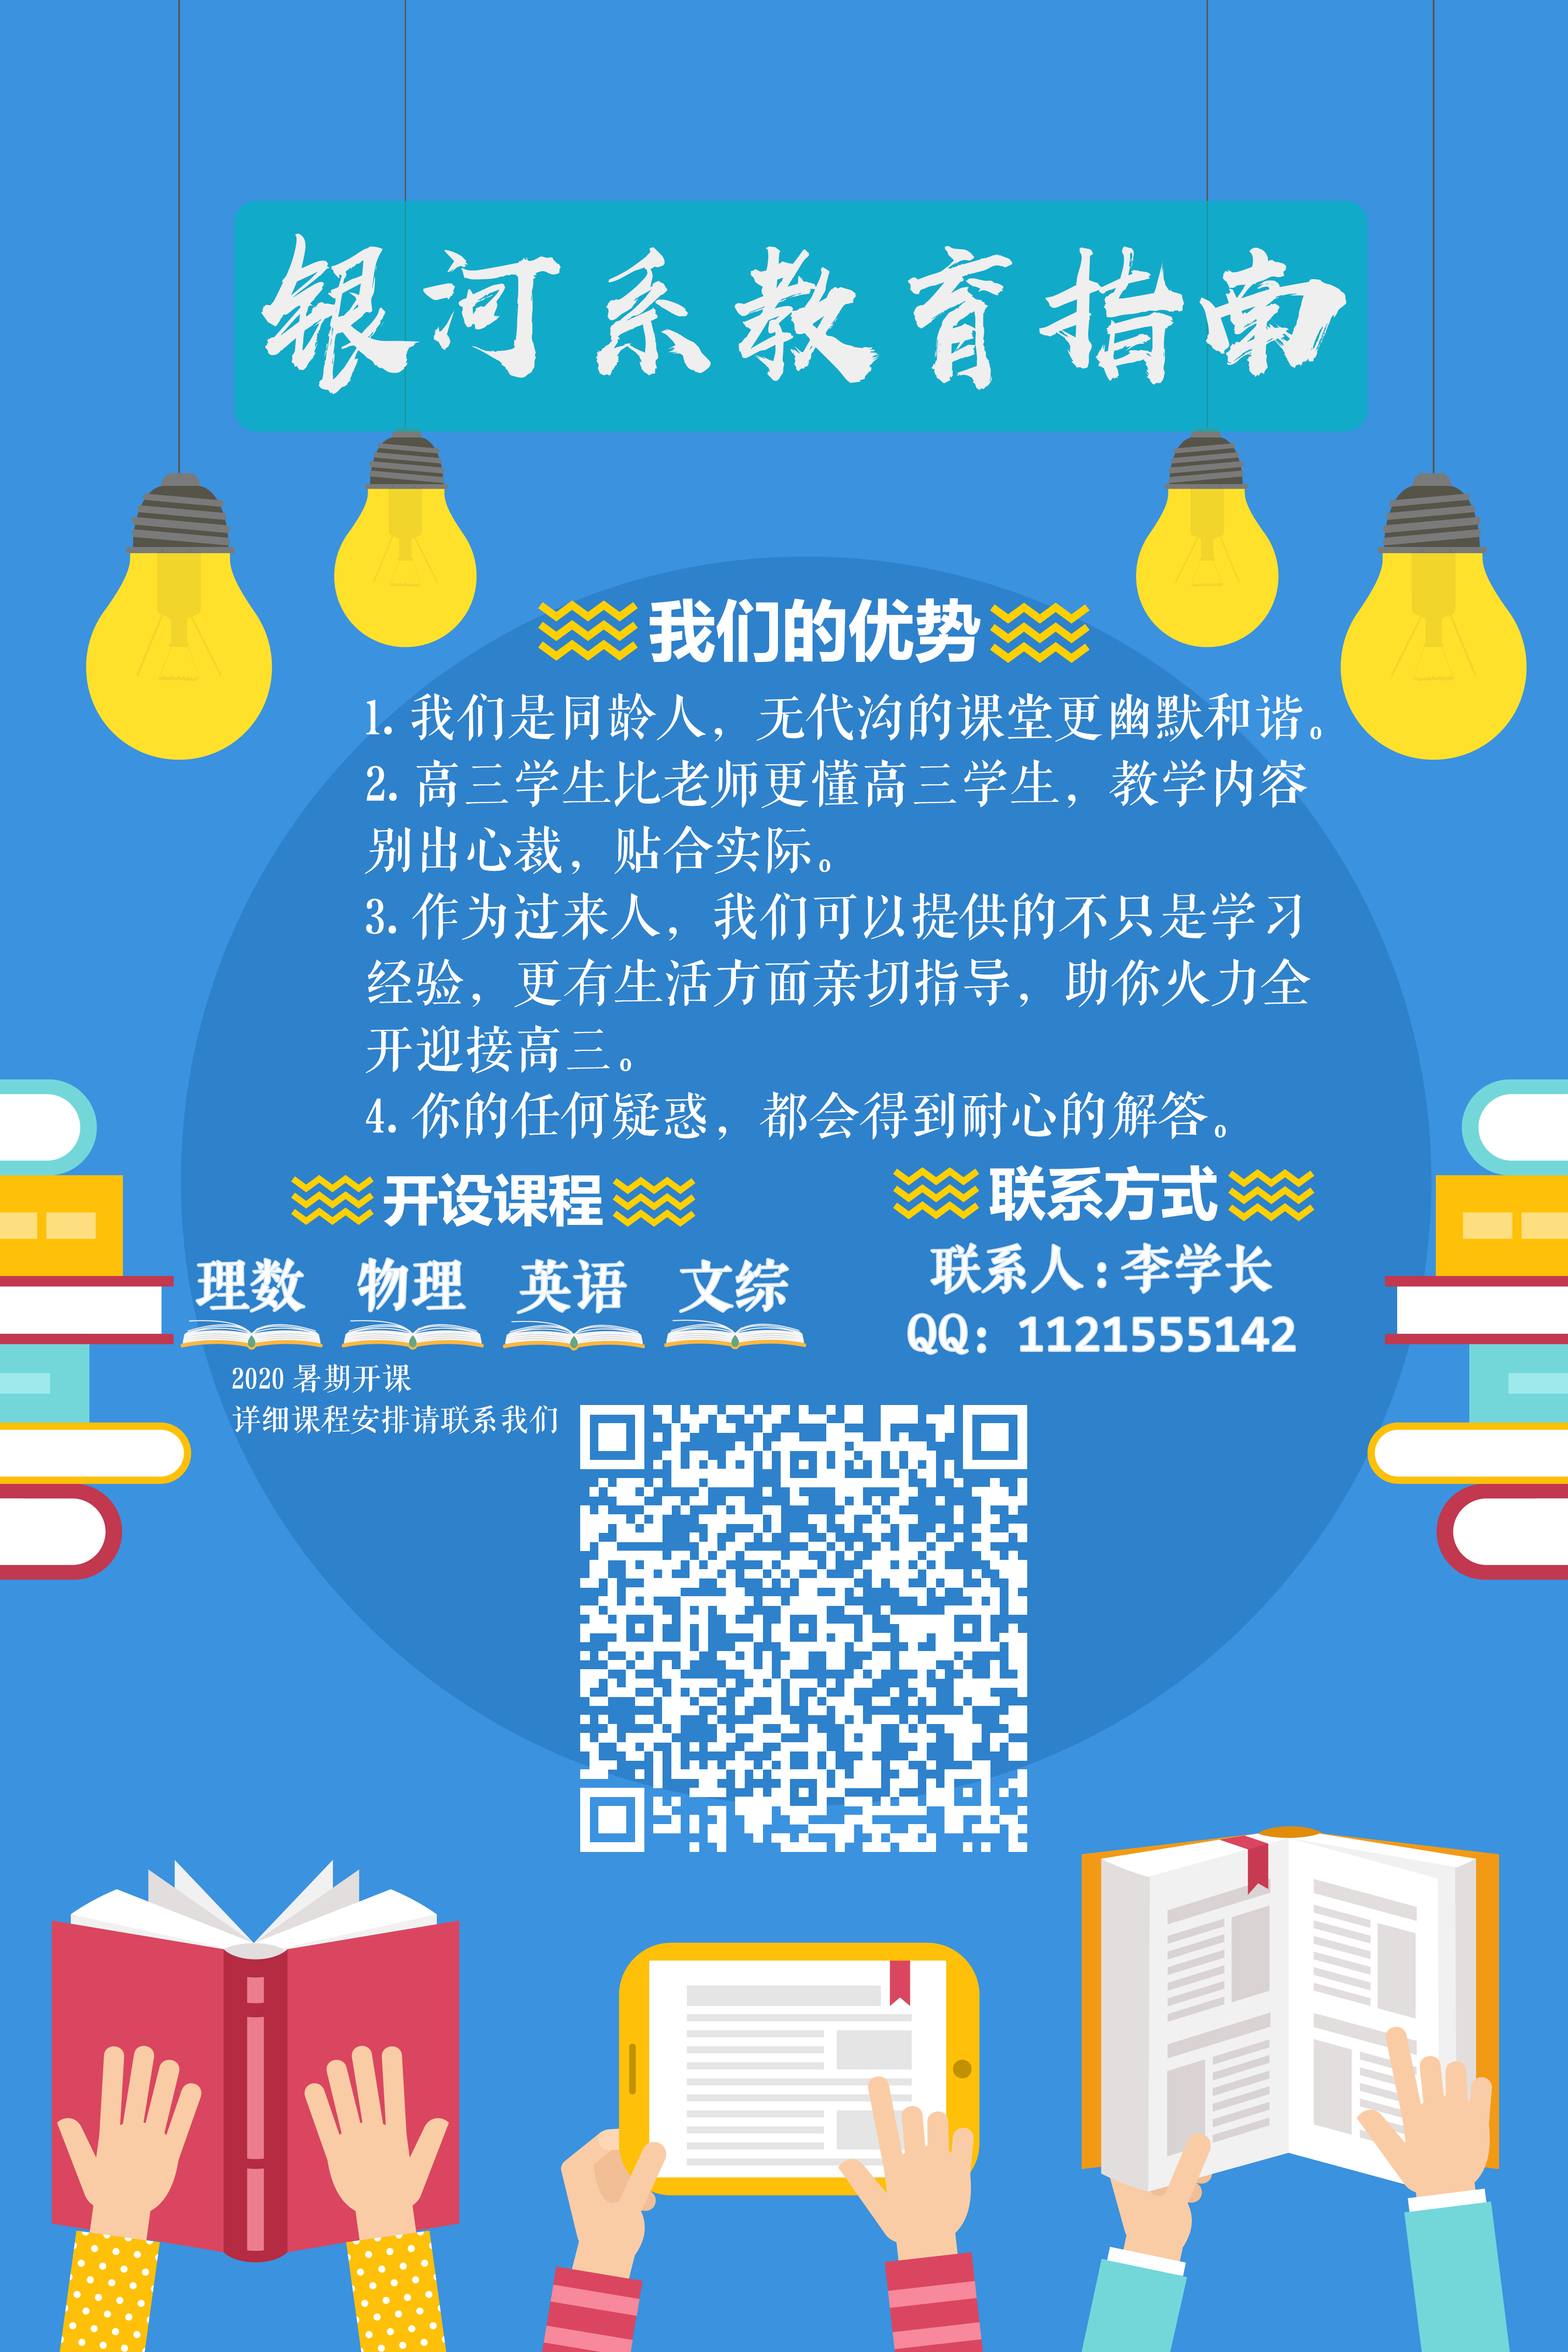 银河系教育指南
我们的优势
1. 我们是同龄人，无代沟的课堂更幽默和谐。
2. 高三学生比老师更懂高三学生，教学内容
别出心裁，贴合实际。
3. 作为过来人，我们可以提供的不只是学习
经验，更有生活方面亲切指导，助你火力全
开迎接高三。
4. 你的任何疑惑，都会得到耐心的解答。
开设课程
理数 物理 英语 文综
2020 暑期开课
详细课程安排请联系我们
联系方式
联系人:李学长
QQ: 1121555142